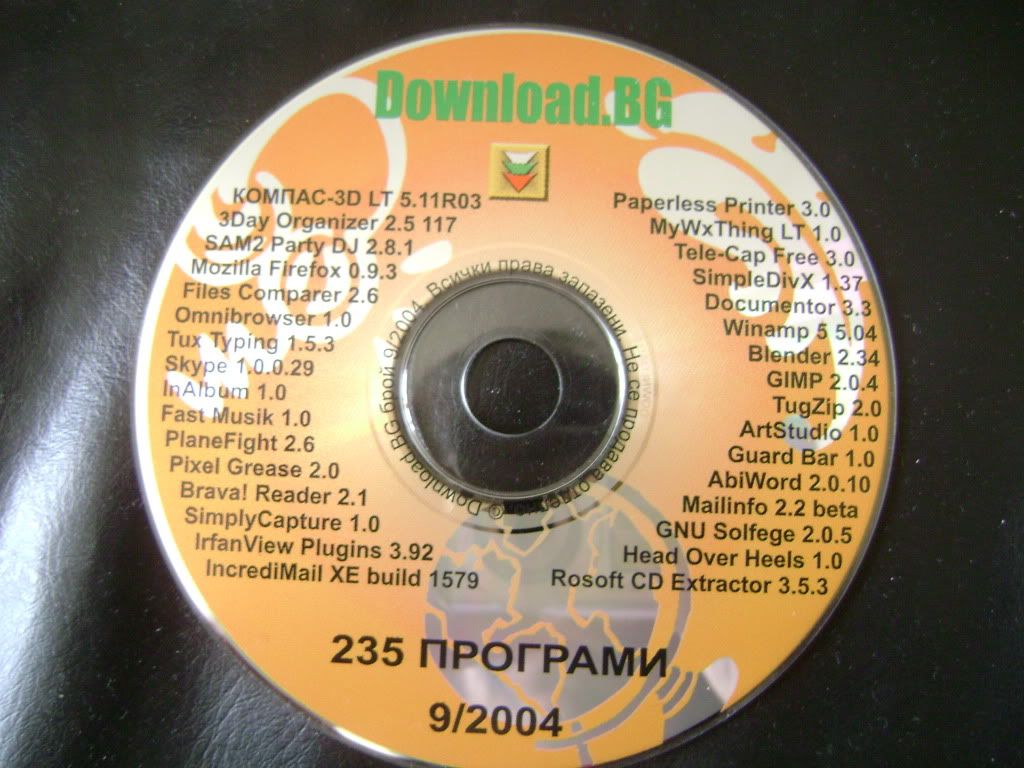 Download.BG
КОМПАС-3D LT 5.11R03
3Day Organizer 2.5 117
SAM2 Party DJ 2.8.1
Mozilla Firefox 0.9.3
Files Comparer 2.6
Omnibrowser 1.0
Tux Typing 1.5.3
Skype 1.0.0.29
InAlbum 1.0
Fast Musik 1.0
PlaneFight 2.6
Pixel Grease 2.0
Brava! Reader 2.1
SimplyCapture 1.0
IrfanView Plugins 3.92
IncrediMail XE build 1579
Paperless Printer 3.0
MyWxThing LT 1.0
Tele-Cap Free 3.0
SimpleDivX 1.37
Documentor 3.3
Winamp 5 5.04
Blender 2.34
GIMP 2.0.4
TugZip 2.0
ArtStudio 1.0
Guard Bar 1.0
AbiWord 2.0.10
Mailinfo 2.2 beta
GNU Solfege 2.0.5
Head Over Heels 1.0
Rosoft CD Extractor 3.5.3
© Download.BG брой 9/2004. Всички права запазени. Не се продава
235 ПРОГРАМИ
9/2004